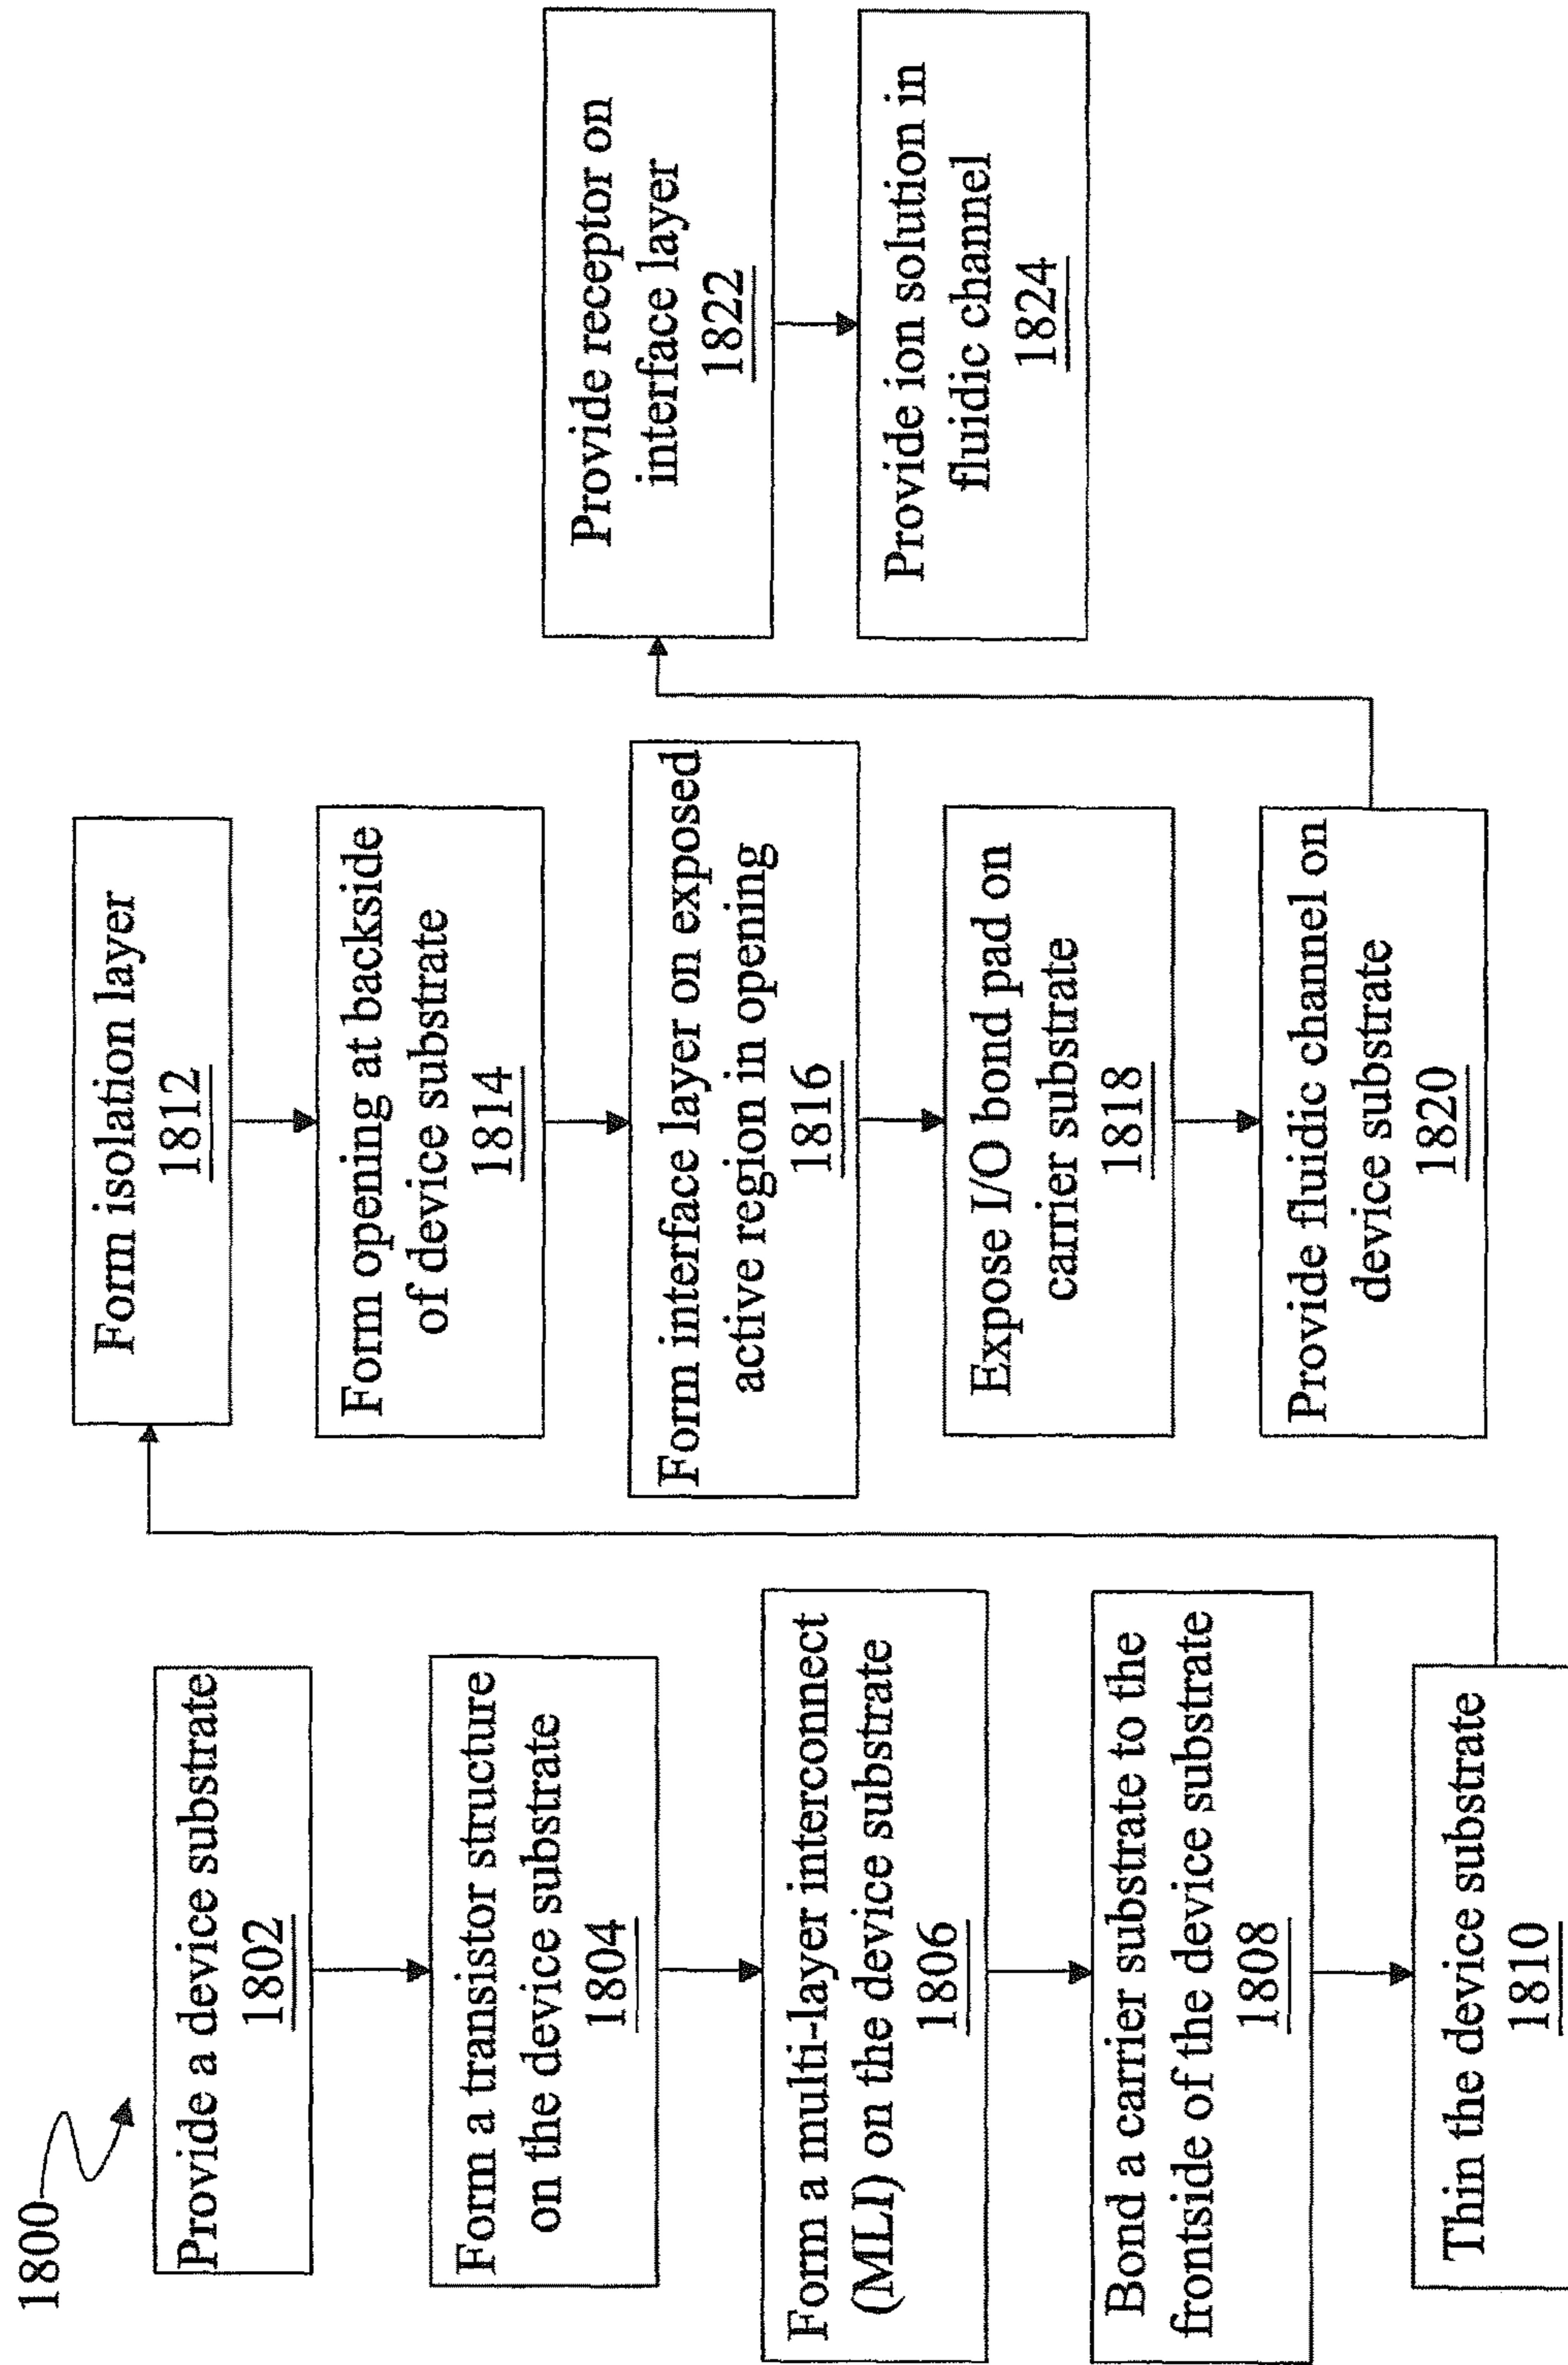 1800
Provide a device substrate
1802
Form a transistor structure
on the device substrate
1804
Form a multi-layer interconnect
(MLI) on the device substrate
1806
Bond a carrier substrate to the
frontside of the device substrate
1808
Thin the device substrate
1810
Form isolation layer
1812
Form opening at backside
of device substrate
1814
Form interface layer on exposed
active region in opening
1816
Expose I/O bond pad on
carrier substrate
1818
Provide fluidic channel on
device substrate
1820
Provide receptor on
interface layer
1822
Provide ion solution in
fluidic channel
1824